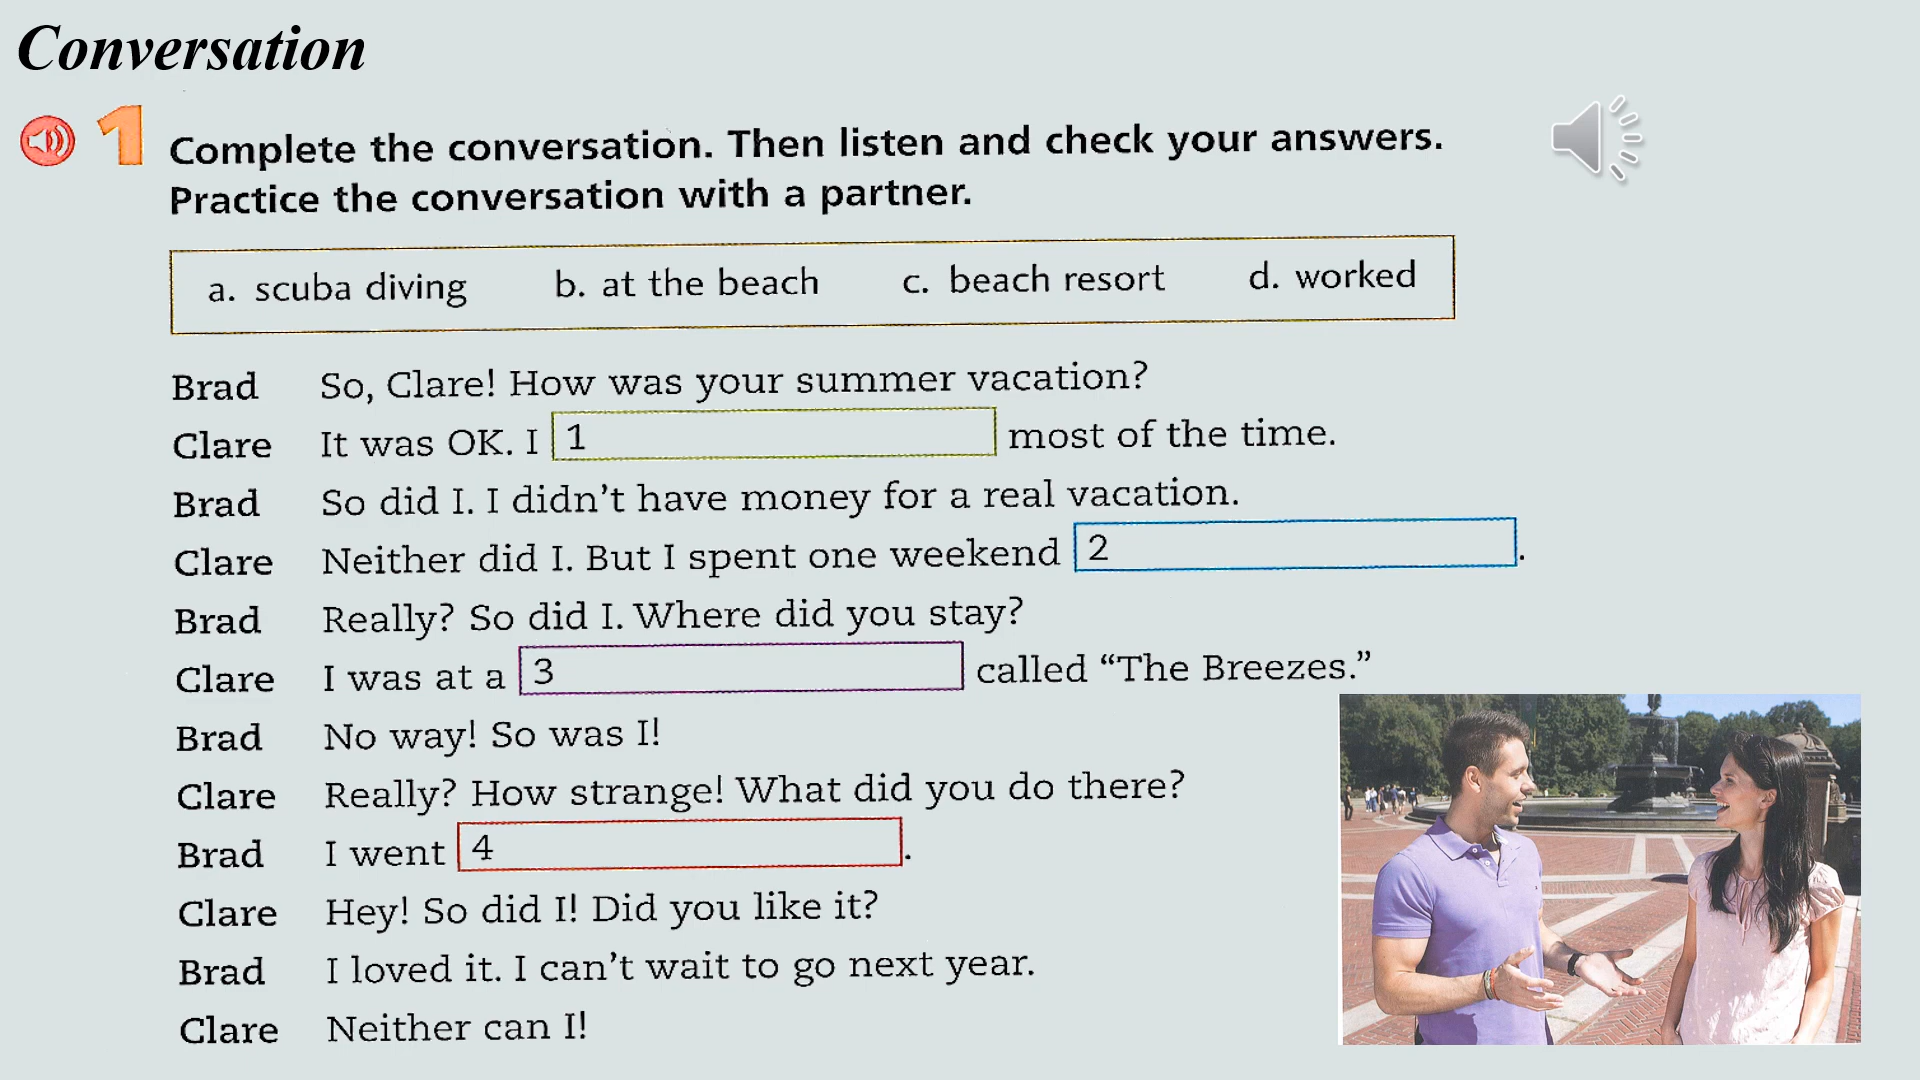 Conversation
1 Complete the conversation. Then listen and check your answers.
Practice the conversation with a partner.
a. scuba diving b. at the beach c. beach resort d. worked
Brad So, Clare! How was your summer vacation?
Clare It was OK. I 1 most of the time.
Brad So did I. I didn't have money for a real vacation.
Clare Neither did I. But I spent one weekend 2 .
Brad Really? So did I. Where did you stay?
Clare I was at a 3 called “The Breezes.”
Brad No way! So was I!
Clare Really? How strange! What did you do there?
Brad I went 4 .
Clare Hey! So did I! Did you like it?
Brad I loved it. I can't wait to go next year.
Clare Neither can I!